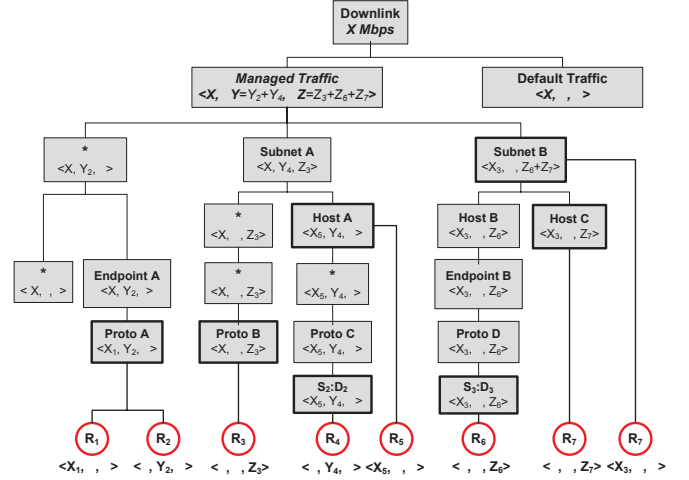 Downlink
X Mbps
Managed Traffic
<X, Y=Y2+Y4, Z=Z3+Z6+Z7>
Default Traffic
<X, , >
*
<X, Y2, >
Subnet A
<X, Y4, Z3>
Subnet B
<X3, , Z6+Z7>
*
<X, , Z3>
Host A
<X5, Y4, >
Host B
<X3, , Z6>
Host C
<X3, , Z7>
*
< X, , >
Endpoint A
<X, Y2, >
*
<X, , Z3>
*
<X5, Y4, >
Endpoint B
<X3, , Z6>
Proto A
<X1, Y2, >
Proto B
<X, , Z3>
Proto C
<X5, Y4, >
Proto D
<X3, , Z6>
S2:D2
<X5, Y4, >
S3:D3
<X3, , Z6>
R1 R2 R3 R4 R5 R6 R7 R7
<X1, , > < , Y2, > < , , Z3> < , Y4, > <X5, , > < , , Z6> < , , Z7> <X3, , >